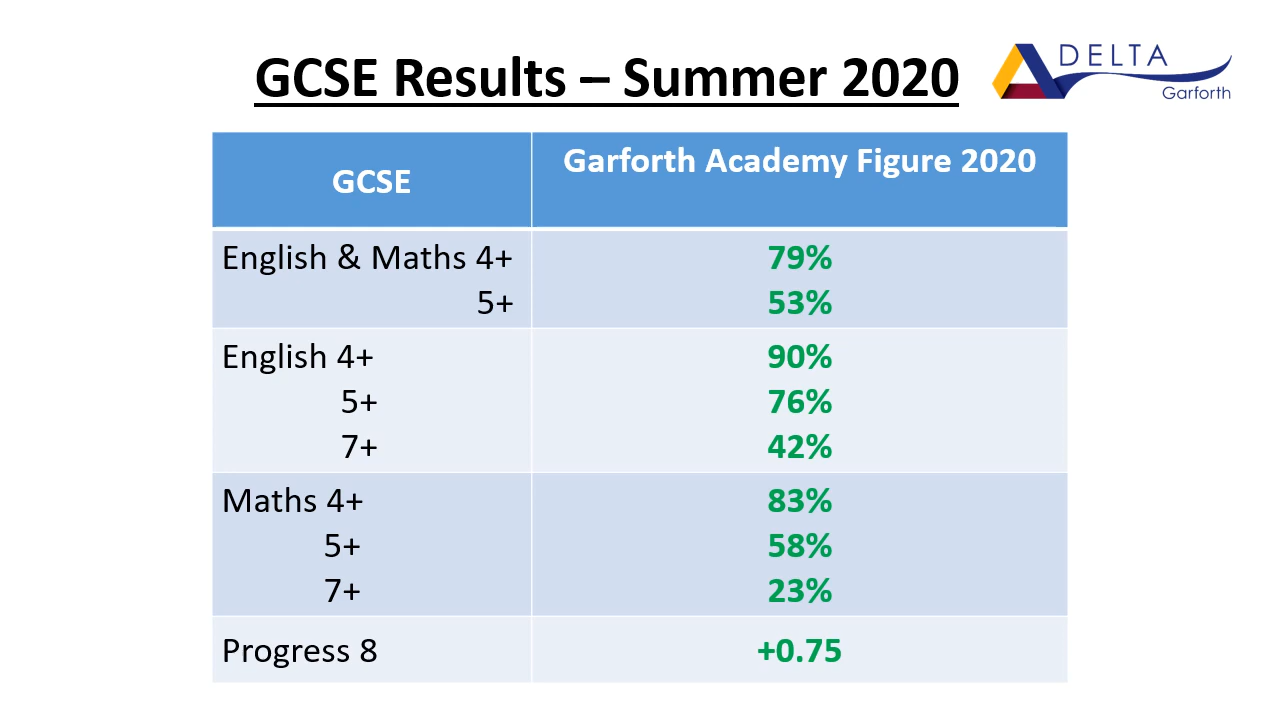 GCSE Results – Summer 2020
DELTA
Garforth
GCSE
Garforth Academy Figure 2020
English & Maths 4+ 79%
5+ 53%
English 4+ 90%
5+ 76%
7+ 42%
Maths 4+ 83%
5+ 58%
7+ 23%
Progress 8 +0.75